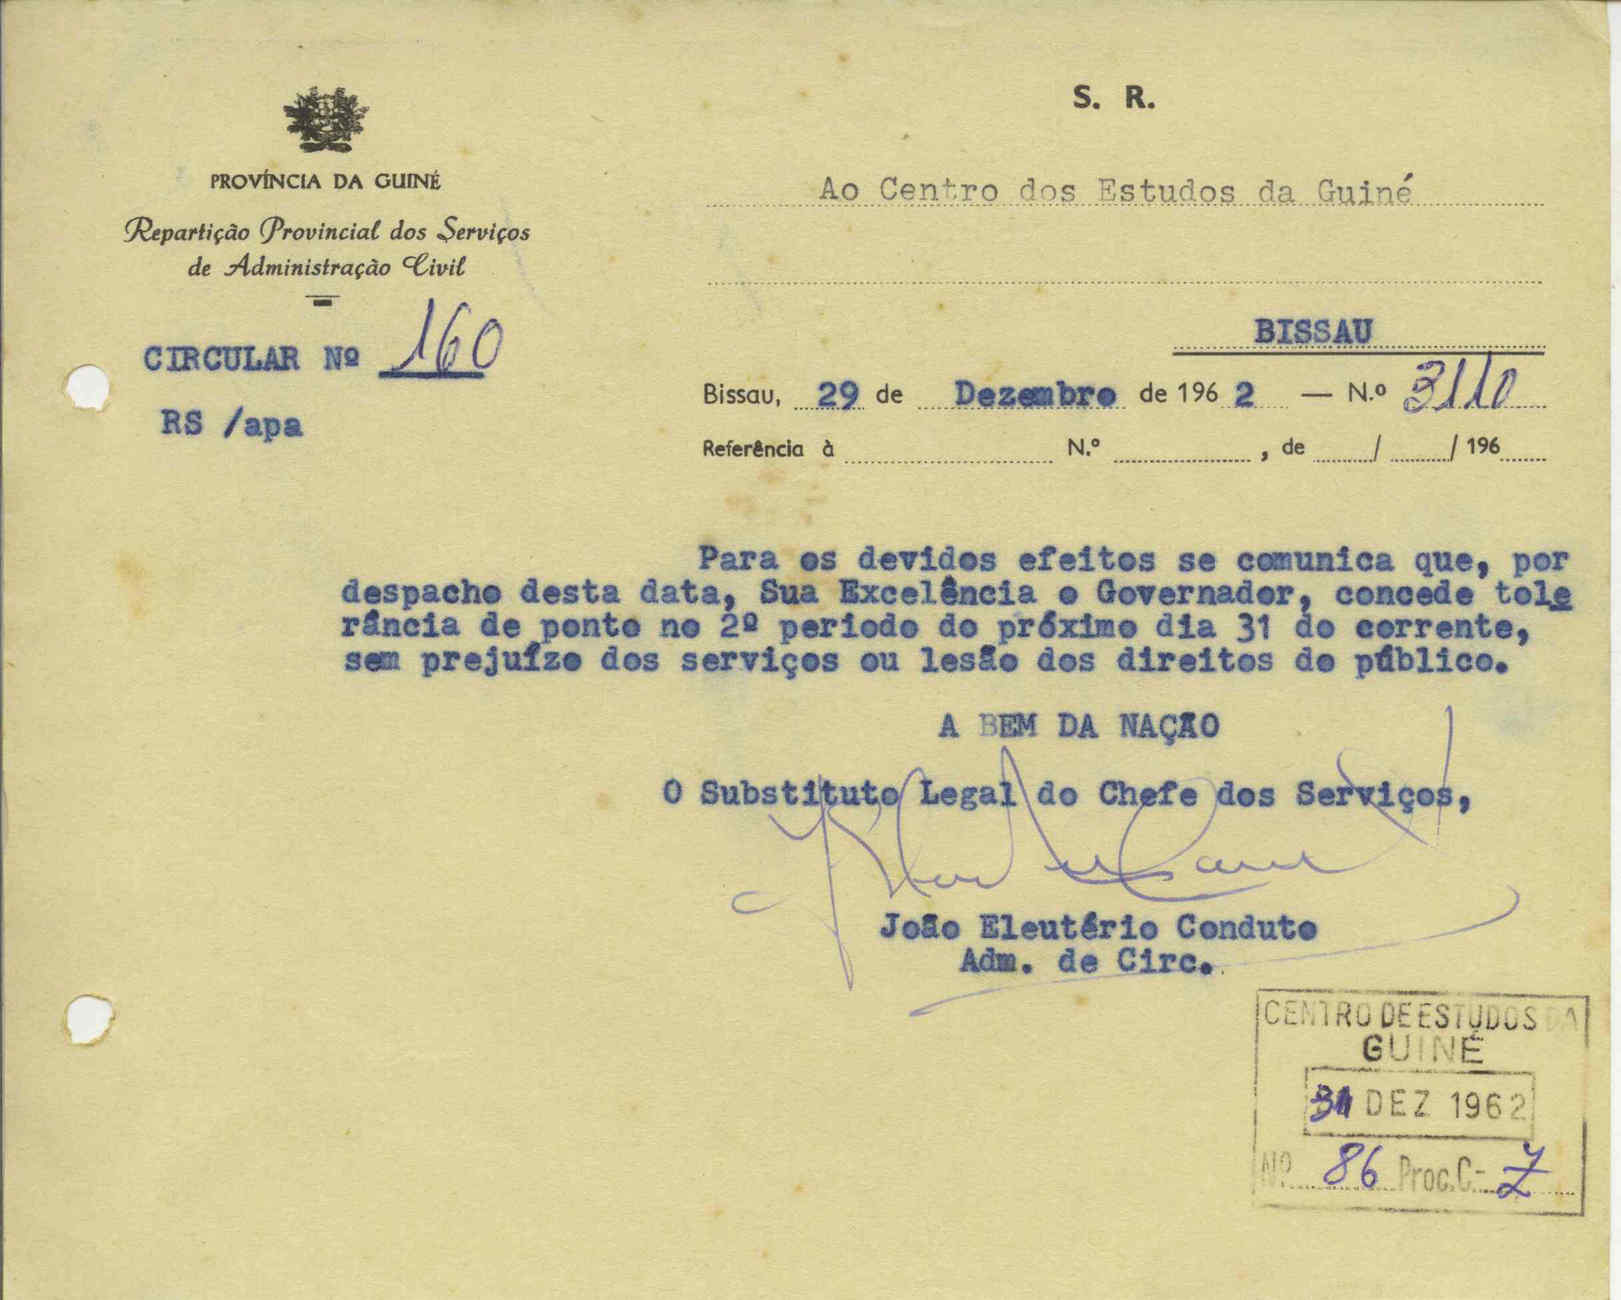 PROVÍNCIA DA GUINÉ
Repartição Provincial dos Serviços
de Administração Civil
CIRCULAR Nº 160
RS /apa
S. R.
Ao Centro dos Estudos da Guiné
BISSAU
Bissau, 29 de Dezembro de 1962 — N.º 3110
Referência à N.º , de / / 196
Para os devidos efeitos se comunica que, por
despacho desta data, Sua Excelência o Governador, concede tole
rância de ponto no 2º periodo do próximo dia 31 do corrente,
sem prejuízo dos serviços ou lesão dos direitos do público.
A BEM DA NAÇÃO
O Substituto Legal do Chefe dos Serviços,
João Eleutério Conduto
Adm. de Circ.
CENTRO DE ESTUDOS DA
GUINÉ
31 DEZ 1962
Nº 86 Proc. C- 7